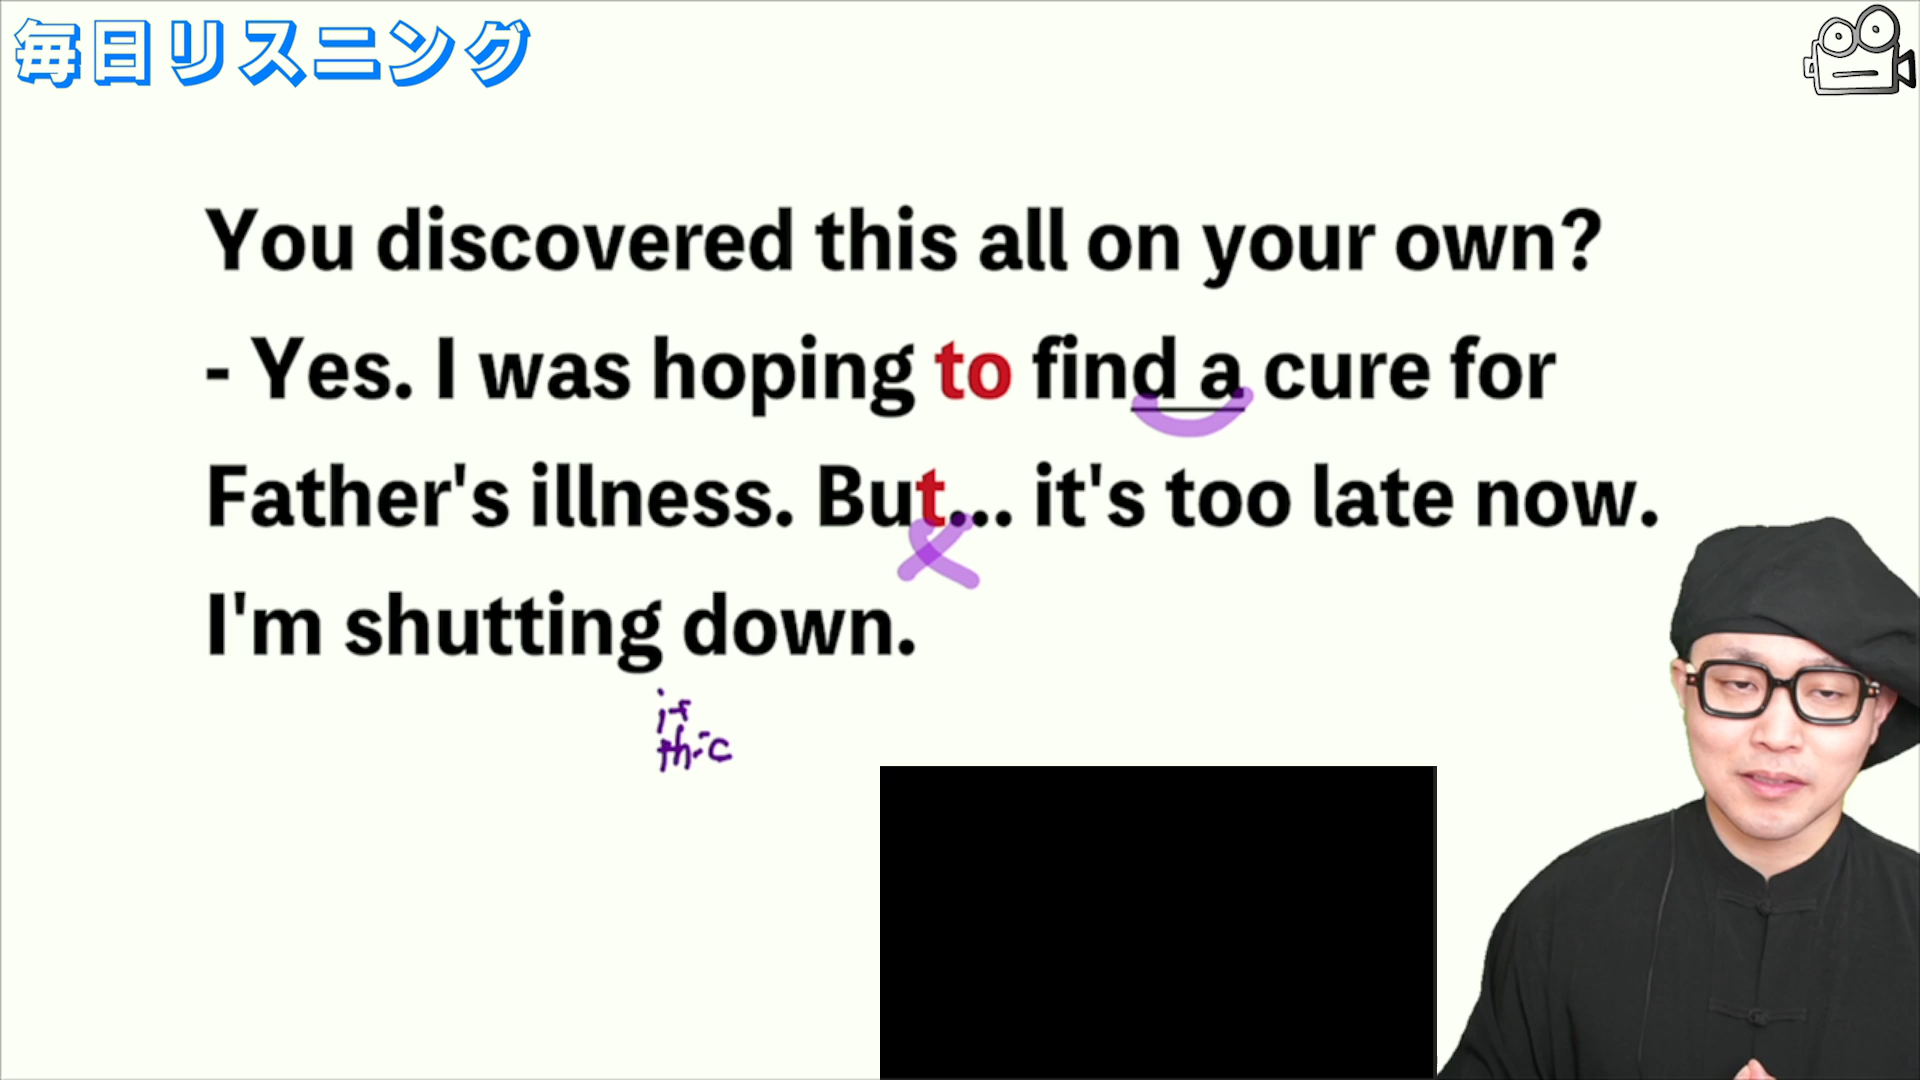 毎日リスニング
You discovered this all on your own?
- Yes. I was hoping to find a cure for
Father's illness. But... it's too late now.
I'm shutting down.